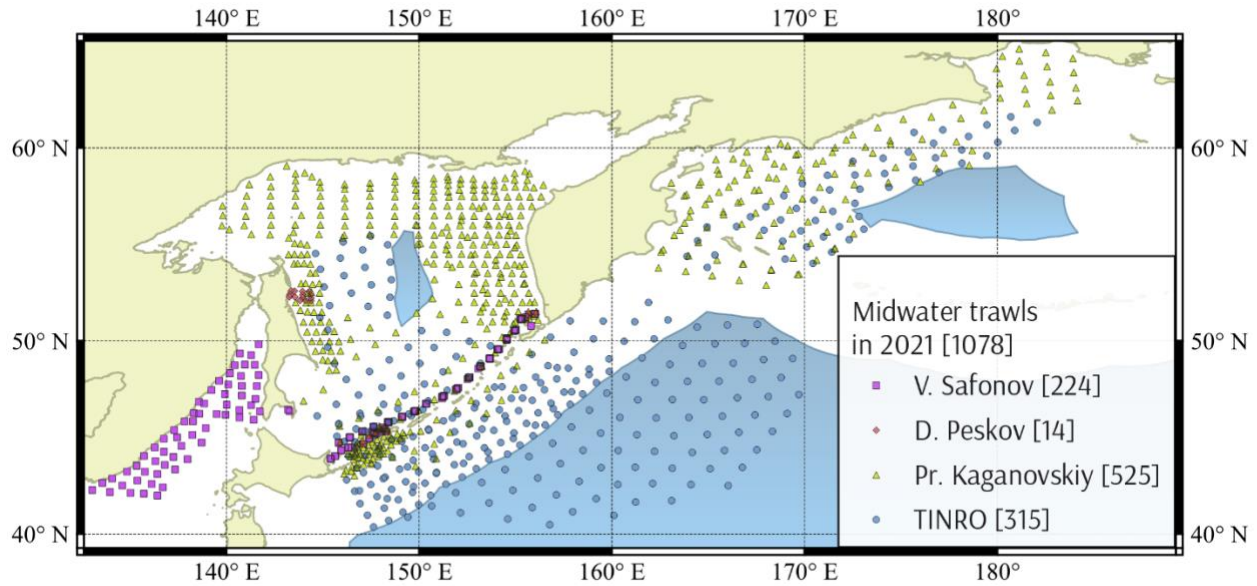 140° E 150° E 160° E 170° E 180°
60° N 60° N
50° N 50° N
40° N 40° N
Midwater trawls
in 2021 [1078]
V. Safonov [224]
D. Peskov [14]
Pr. Kaganovskiy [525]
TINRO [315]
140° E 150° E 160° E 170° E 180°